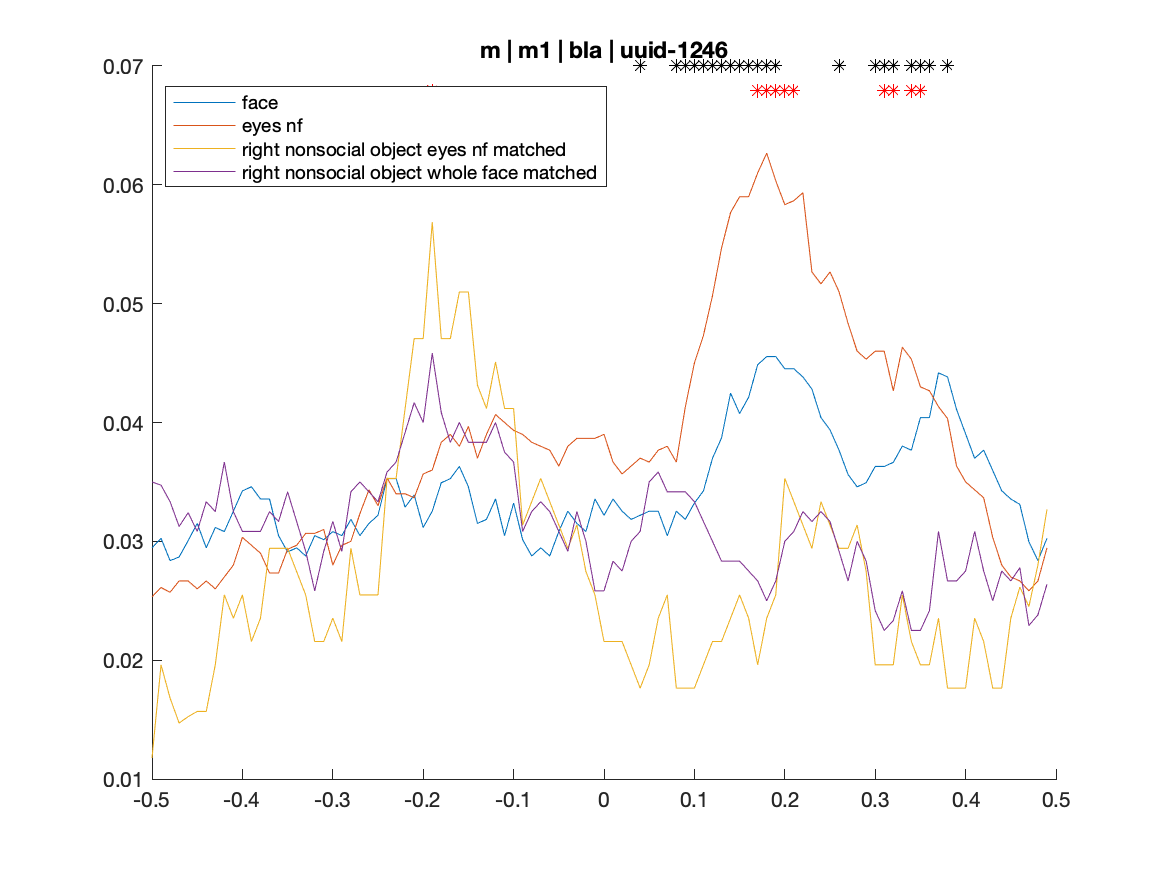 m | m1 | bla | uuid-1246
0.07
face
eyes nf
right nonsocial object eyes nf matched
right nonsocial object whole face matched
0.06
0.05
0.04
0.03
0.02
0.01
-0.5 -0.4 -0.3 -0.2 -0.1 0 0.1 0.2 0.3 0.4 0.5